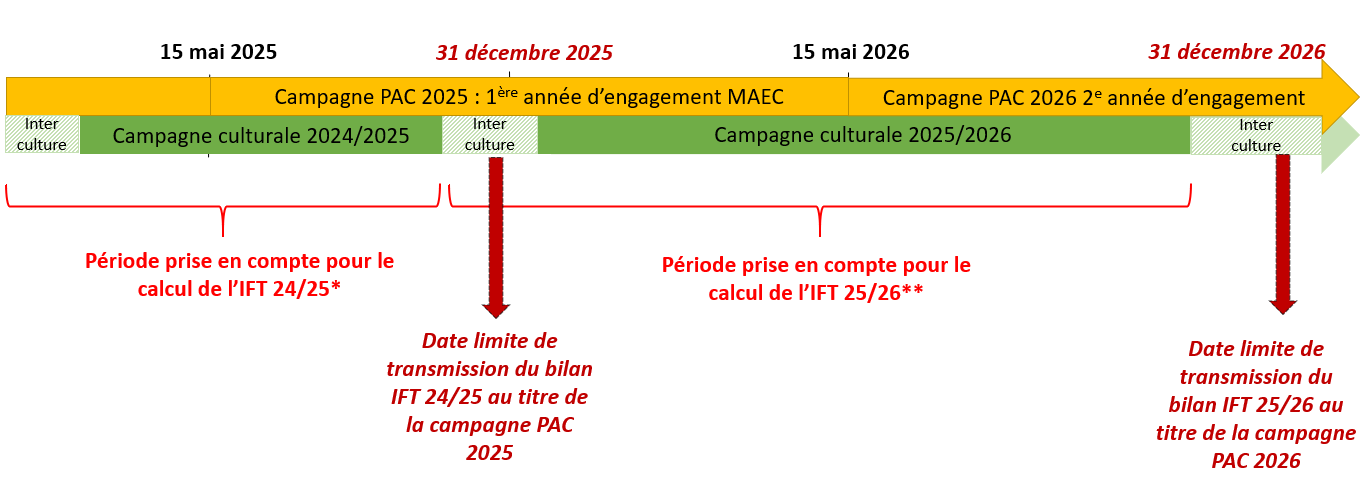 15 mai 2025
31 décembre 2025
15 mai 2026
31 décembre 2026
Campagne PAC 2025 : 1ère année d’engagement MAEC
Campagne PAC 2026 2e année d’engagement
Inter
culture
Campagne culturale 2024/2025
Inter
culture
Campagne culturale 2025/2026
Inter
culture
Période prise en compte pour le
calcul de l’IFT 24/25*
Période prise en compte pour le
calcul de l’IFT 25/26**
Date limite de
transmission du bilan
IFT 24/25 au titre de
la campagne PAC
2025
Date limite de
transmission du
bilan IFT 25/26 au
titre de la campagne
PAC 2026